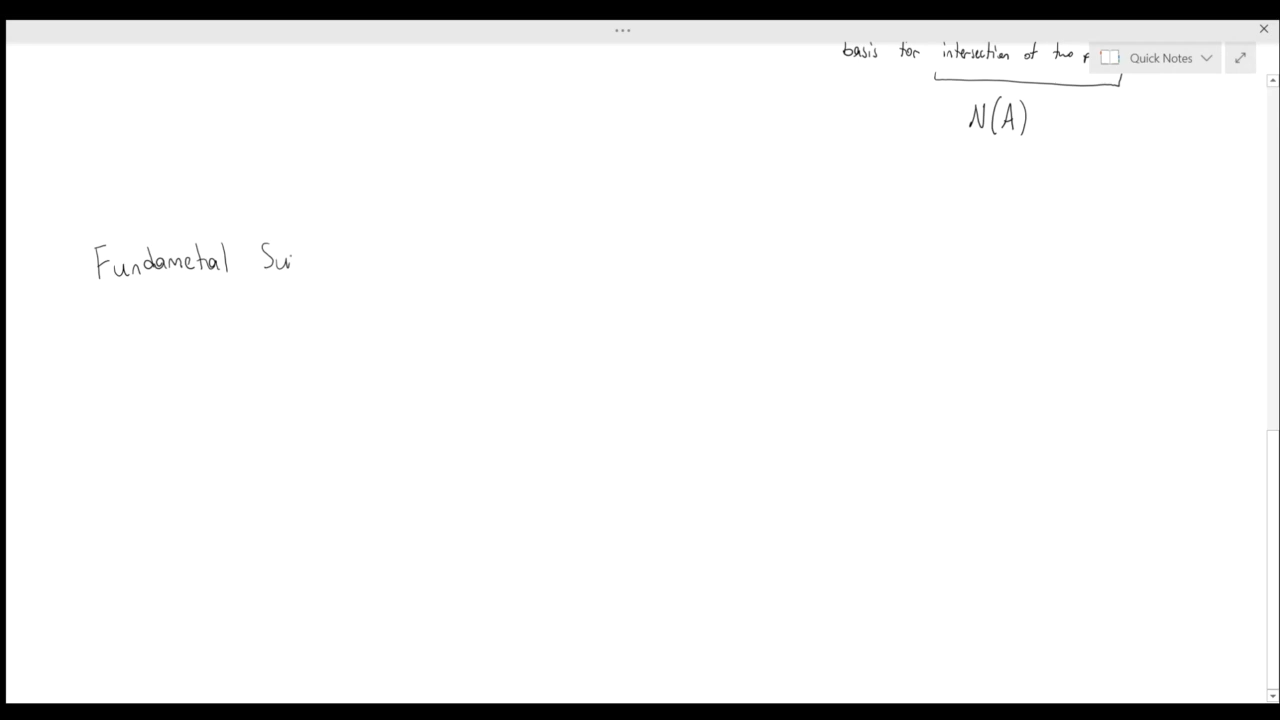 basis for intersection of two
Quick Notes
N(A)
Fundametal Su